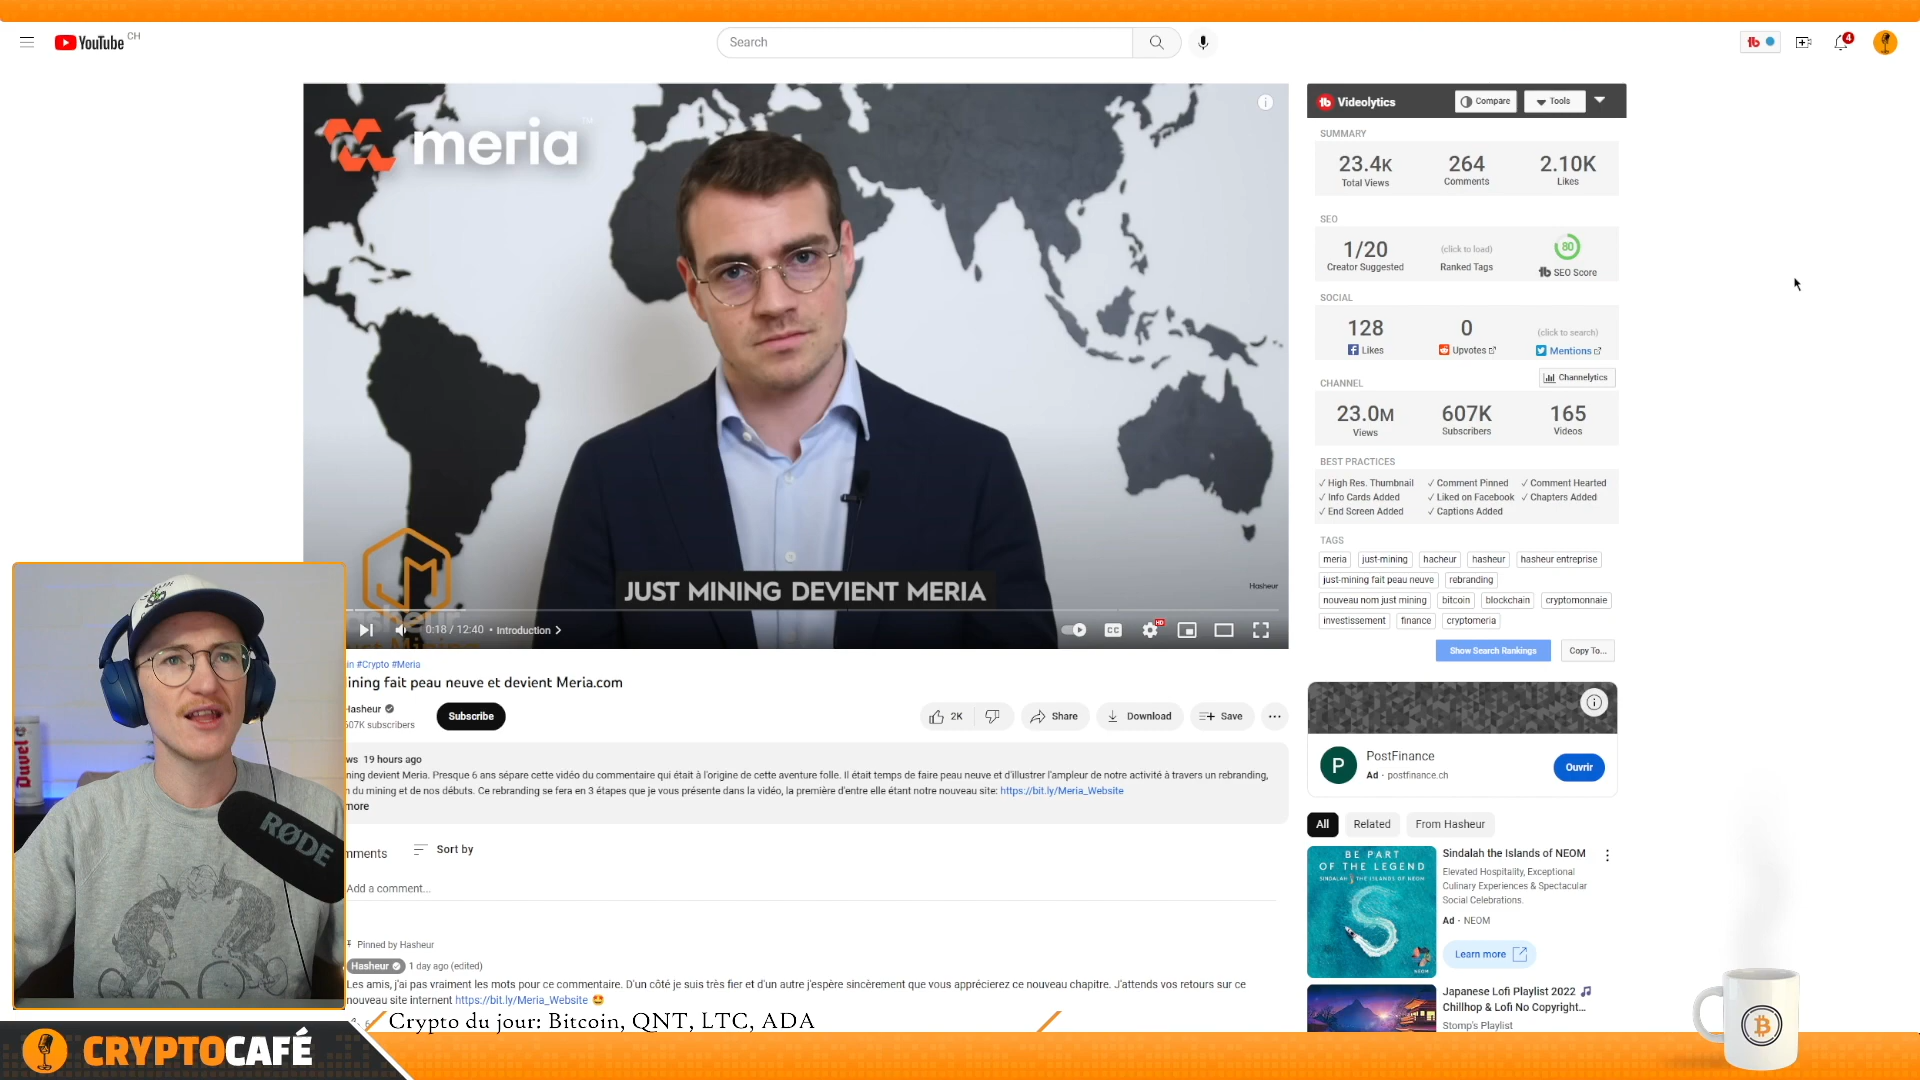 YouTube CH
Search
4
meria
TM
JUST MINING DEVIENT MERIA
Hasheur
0:18 / 12:40 • Introduction
CC
HD
#Crypto #Meria
fait peau neuve et devient Meria.com
Hasheur
607K subscribers
Subscribe
2K
Share
Download
Save
19 hours ago
devient Meria. Presque 6 ans sépare cette vidéo du commentaire qui était à l'origine de cette aventure folle. Il était temps de faire peau neuve et d'illustrer l'ampleur de notre activité à travers un rebranding,
du mining et de nos débuts. Ce rebranding se fera en 3 étapes que je vous présente dans la vidéo, la première d'entre elle étant notre nouveau site: https://bit.ly/Meria_Website
more
Sort by
Add a comment...
Pinned by Hasheur
Hasheur 1 day ago (edited)
Les amis, j'ai pas vraiment les mots pour ce commentaire. D'un côté je suis très fier et d'un autre j'espère sincèrement que vous apprécierez ce nouveau chapitre. J'attends vos retours sur ce
nouveau site internent https://bit.ly/Meria_Website 🤩
Videolytics
Compare
Tools
SUMMARY
23.4K 264 2.10K
Total Views Comments Likes
SEO
1/20 (click to load) 80
Creator Suggested Ranked Tags SEO Score
SOCIAL
128 0 (click to search)
Likes Upvotes Mentions
CHANNEL Channelytics
23.0M 607K 165
Views Subscribers Videos
BEST PRACTICES
✓ High Res. Thumbnail ✓ Comment Pinned ✓ Comment Hearted
✓ Info Cards Added ✓ Liked on Facebook ✓ Chapters Added
✓ End Screen Added ✓ Captions Added
TAGS
meria just-mining hacheur hasheur hasheur entreprise
just-mining fait peau neuve rebranding
nouveau nom just mining bitcoin blockchain cryptomonnaie
investissement finance cryptomeria
Show Search Rankings Copy To...
P
PostFinance
Ad · postfinance.ch
Ouvrir
All Related From Hasheur
BE PART
OF THE LEGEND
SINDALAH THE ISLANDS OF NEOM
NEOM
Sindalah the Islands of NEOM
Elevated Hospitality, Exceptional
Culinary Experiences & Spectacular
Social Celebrations.
Ad · NEOM
Learn more
Japanese Lofi Playlist 2022 🎵
Chillhop & Lofi No Copyright...
Stomp's Playlist
Duvel
RØDE
Crypto du jour: Bitcoin, QNT, LTC, ADA
CRYPTOCAFÉ